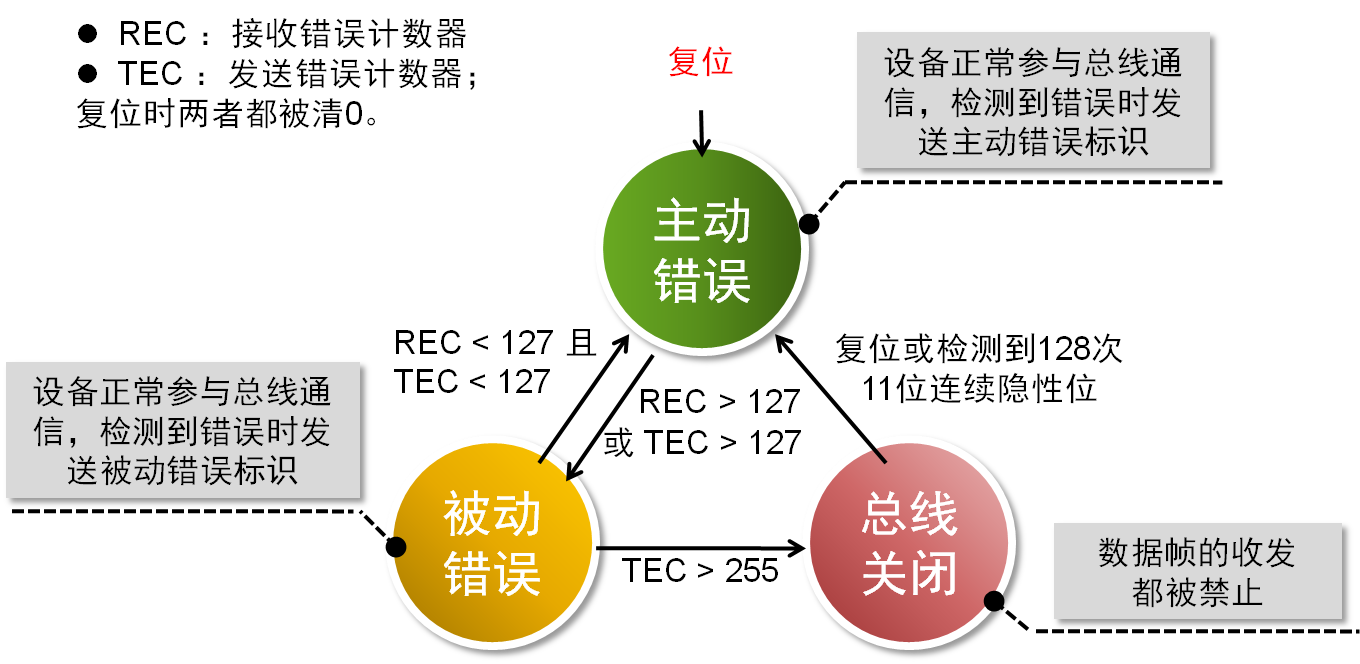 ● REC ：接收错误计数器
● TEC ：发送错误计数器；
复位时两者都被清0。
复位
设备正常参与总线通
信，检测到错误时发
送主动错误标识
主动
错误
REC < 127 且
TEC < 127
REC > 127
或 TEC > 127
复位或检测到128次
11位连续隐性位
设备正常参与总线通
信，检测到错误时发
送被动错误标识
被动
错误
TEC > 255
总线
关闭
数据帧的收发
都被禁止